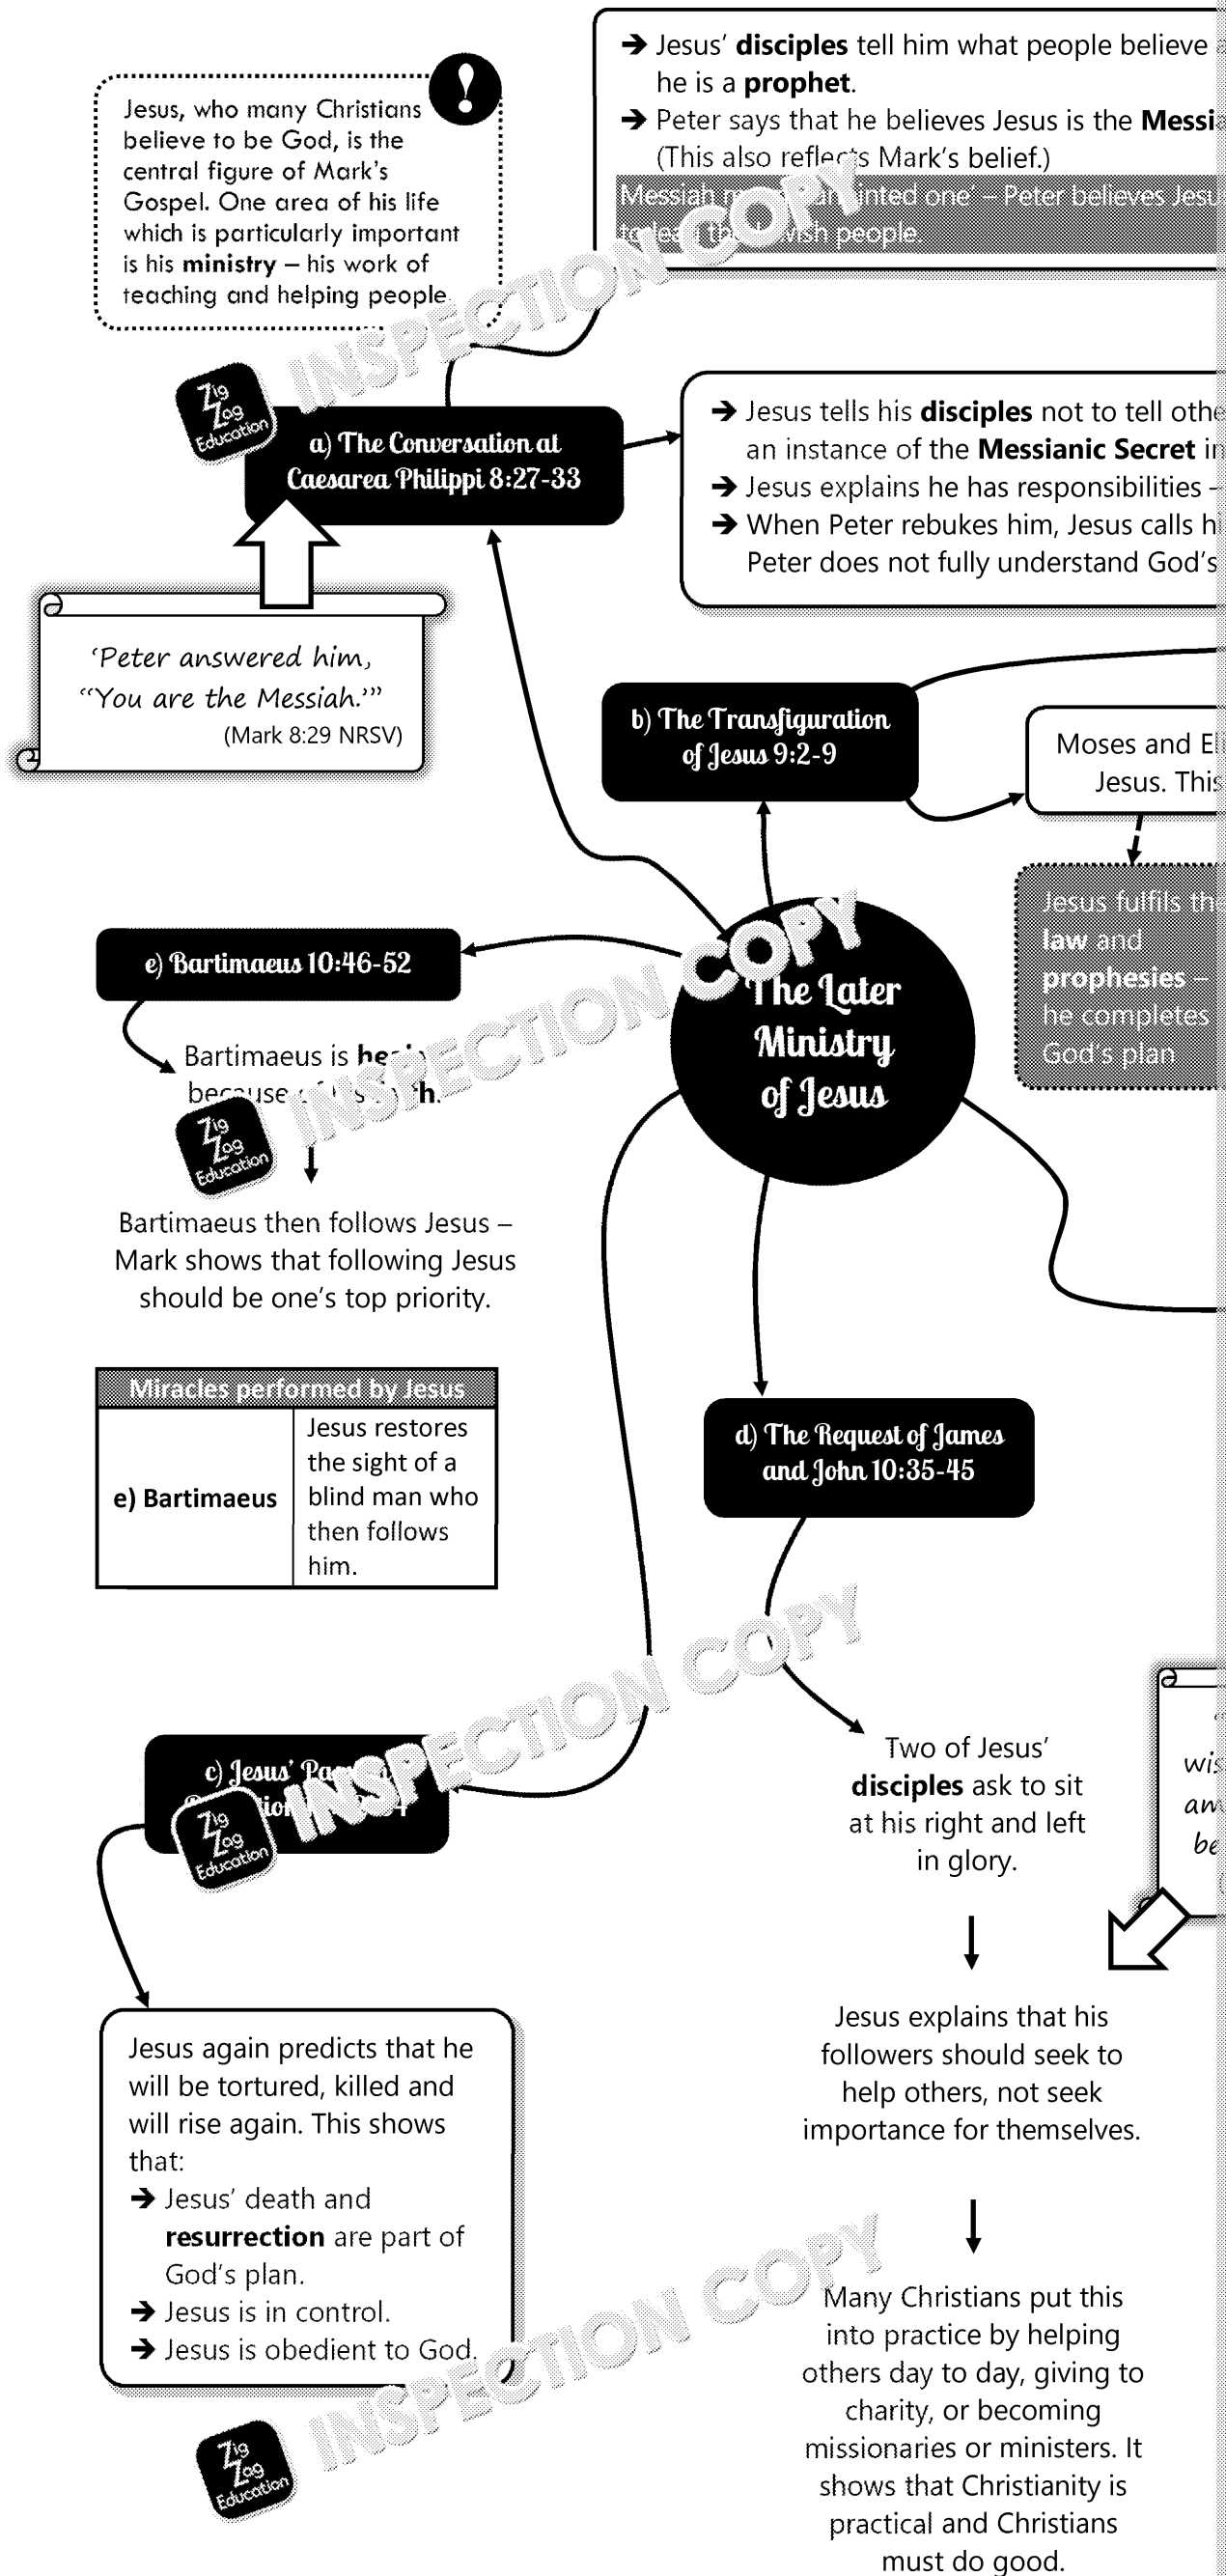 ➔ Jesus' disciples tell him what people believe
he is a prophet.
➔ Peter says that he believes Jesus is the
(This also reflects Mark's belief.)
Messiah 'anointed one' – Peter believes
people.
!
Jesus, who many Christians
believe to be God, is the
central figure of Mark's
Gospel. One area of his life
which is particularly important
is his ministry – his work of
teaching and helping people.
INSPECTION COPY
Zig
Zag
Education
a) The Conversation at
Caesarea Philippi 8:27-33
➔ Jesus tells his disciples not to tell
an instance of the Messianic Secret
➔ Jesus explains he has responsibilities –
➔ When Peter rebukes him, Jesus calls
Peter does not fully understand God's
'Peter answered him,
"You are the Messiah.'"
(Mark 8:29 NRSV)
b) The Transfiguration
of Jesus 9:2-9
Moses and
Jesus. This
Jesus fulfils
law and
prophesies –
he completes
God's plan
e) Bartimaeus 10:46-52
Bartimaeus is
because
INSPECTION COPY
Zig
Zag
Education
The Later
Ministry
of Jesus
Bartimaeus then follows Jesus –
Mark shows that following Jesus
should be one's top priority.
Miracles performed by Jesus
e) Bartimaeus
Jesus restores
the sight of a
blind man who
then follows
him.
d) The Request of James
and John 10:35-45
INSPECTION COPY
c) Jesus'
Zig
Zag
Education
Two of Jesus'
disciples ask to sit
at his right and left
in glory.
Jesus explains that his
followers should seek to
help others, not seek
importance for themselves.
Jesus again predicts that he
will be tortured, killed and
will rise again. This shows
that:
➔ Jesus' death and
resurrection are part of
God's plan.
➔ Jesus is in control.
➔ Jesus is obedient to God.
INSPECTION COPY
Zig
Zag
Education
Many Christians put this
into practice by helping
others day to day, giving to
charity, or becoming
missionaries or ministers. It
shows that Christianity is
practical and Christians
must do good.